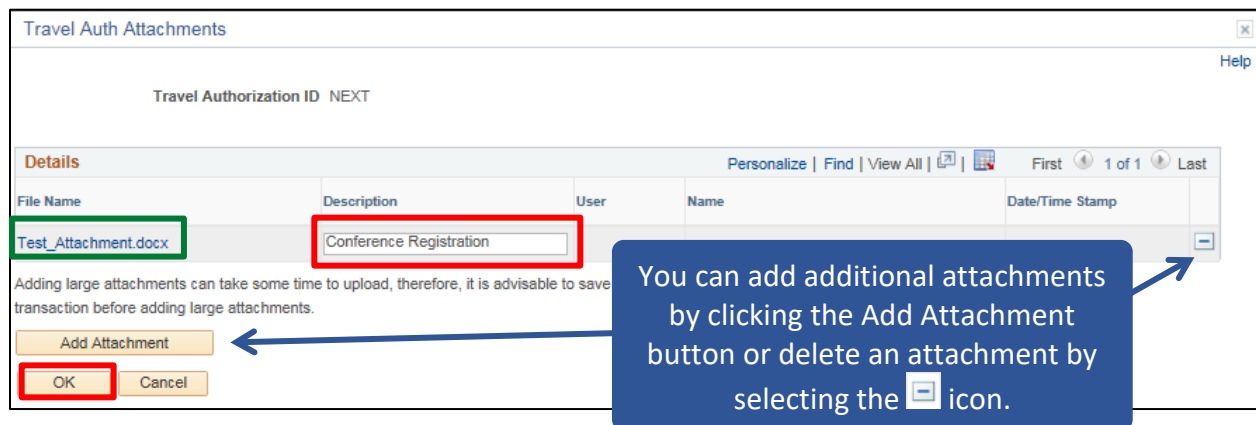 Travel Auth Attachments
Help
Travel Authorization ID NEXT
Details Personalize | Find | View All | | First 1 of 1 Last
File Name Description User Name Date/Time Stamp
Test_Attachment.docx Conference Registration
Adding large attachments can take some time to upload, therefore, it is advisable to save
transaction before adding large attachments.
Add Attachment
OK Cancel
You can add additional attachments
by clicking the Add Attachment
button or delete an attachment by
selecting the icon.